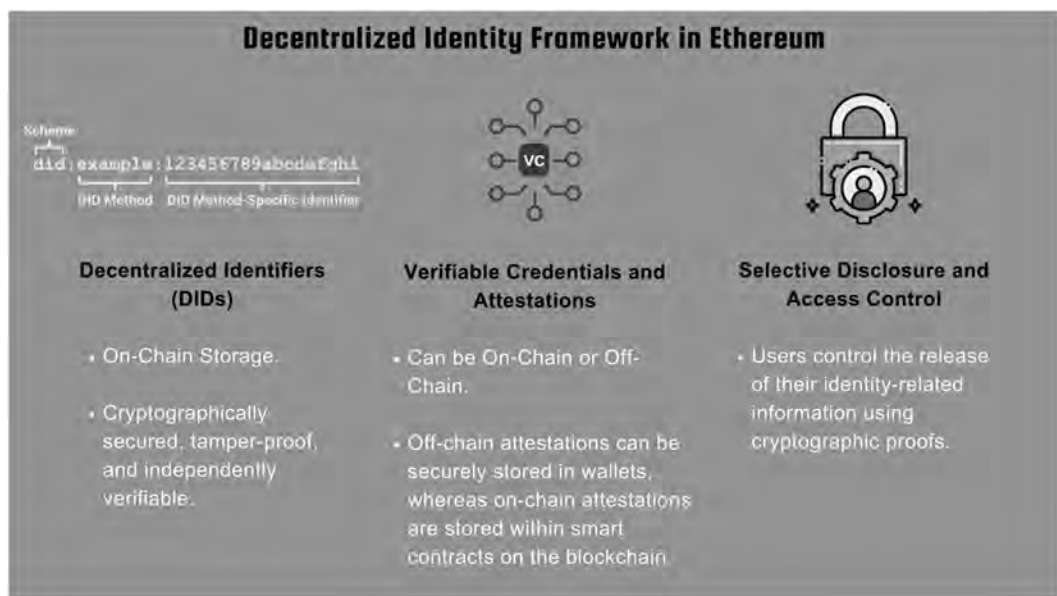 Decentralized Identity Framework in Ethereum
Scheme
did:example:123456789abcdefghi
DID Method DID Method-Specific Identifier
VC
Decentralized Identifiers
(DIDs)
• On-Chain Storage.
• Cryptographically
secured, tamper-proof,
and independently
verifiable.
Verifiable Credentials and
Attestations
• Can be On-Chain or Off-
Chain.
• Off-chain attestations can be
securely stored in wallets,
whereas on-chain attestations
are stored within smart
contracts on the blockchain.
Selective Disclosure and
Access Control
• Users control the release
of their identity-related
information using
cryptographic proofs.